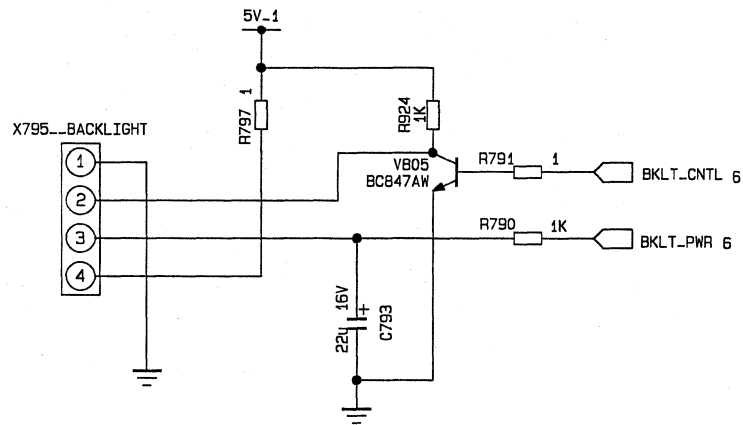 5V_1
R797 1
R924 1K
X795__BACKLIGHT
1
2
3
4
V805
BC847AW
R791 1
BKLT_CNTL 6
R790 1K
BKLT_PWR 6
16V
22u
C793
+